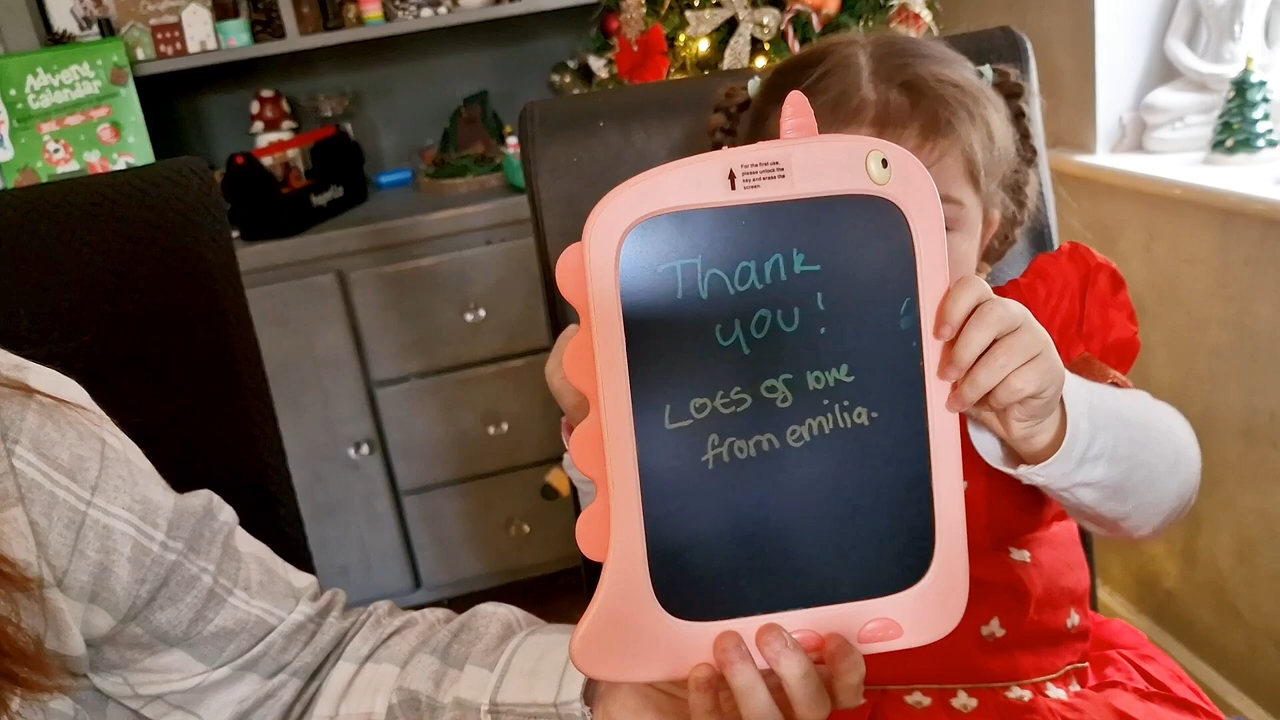 Advent
Calendar
For the first use,
please unlock the
key and erase the
screen.
Thank
you!
Lots of love
from emilia.